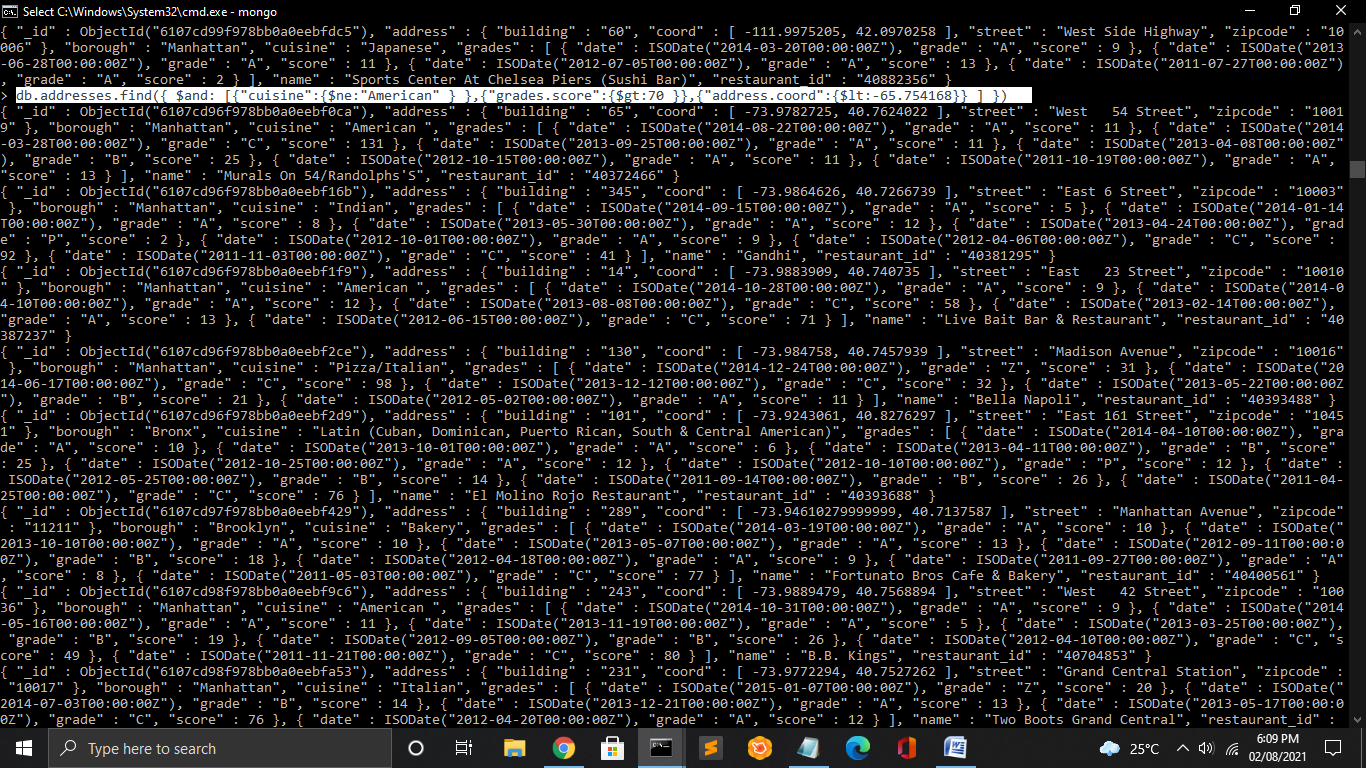 Select C:\Windows\System32\cmd.exe - mongo
{ "_id" : ObjectId("6107cd99f978bb0a0eebfdc5"), "address" : { "building" : "60", "coord" : [ -111.9975205, 42.0970258 ], "street" : "West Side Highway", "zipcode" : "10
006" }, "borough" : "Manhattan", "cuisine" : "Japanese", "grades" : [ { "date" : ISODate("2014-03-20T00:00:00Z"), "grade" : "A", "score" : 9 }, { "date" : ISODate("2013
-06-28T00:00:00Z"), "grade" : "A", "score" : 11 }, { "date" : ISODate("2012-07-05T00:00:00Z"), "grade" : "A", "score" : 13 }, { "date" : ISODate("2011-07-27T00:00:00Z")
, "grade" : "A", "score" : 2 } ], "name" : "Sports Center At Chelsea Piers (Sushi Bar)", "restaurant_id" : "40882356" }
> db.addresses.find({ $and: [{"cuisine":{$ne:"American" } },{"grades.score":{$gt:70 }},{"address.coord":{$lt:-65.754168}} ] })
{ "_id" : ObjectId("6107cd96f978bb0a0eebf0ca"), "address" : { "building" : "65", "coord" : [ -73.9782725, 40.7624022 ], "street" : "West   54 Street", "zipcode" : "1001
9" }, "borough" : "Manhattan", "cuisine" : "American ", "grades" : [ { "date" : ISODate("2014-08-22T00:00:00Z"), "grade" : "A", "score" : 11 }, { "date" : ISODate("2014
-03-28T00:00:00Z"), "grade" : "C", "score" : 131 }, { "date" : ISODate("2013-09-25T00:00:00Z"), "grade" : "A", "score" : 11 }, { "date" : ISODate("2013-04-08T00:00:00Z"
), "grade" : "B", "score" : 25 }, { "date" : ISODate("2012-10-15T00:00:00Z"), "grade" : "A", "score" : 11 }, { "date" : ISODate("2011-10-19T00:00:00Z"), "grade" : "A",
"score" : 13 } ], "name" : "Murals On 54/Randolphs'S", "restaurant_id" : "40372466" }
{ "_id" : ObjectId("6107cd96f978bb0a0eebf16b"), "address" : { "building" : "345", "coord" : [ -73.9864626, 40.7266739 ], "street" : "East 6 Street", "zipcode" : "10003"
 }, "borough" : "Manhattan", "cuisine" : "Indian", "grades" : [ { "date" : ISODate("2014-09-15T00:00:00Z"), "grade" : "A", "score" : 5 }, { "date" : ISODate("2014-01-14
T00:00:00Z"), "grade" : "A", "score" : 8 }, { "date" : ISODate("2013-05-30T00:00:00Z"), "grade" : "A", "score" : 12 }, { "date" : ISODate("2013-04-24T00:00:00Z"), "grad
e" : "P", "score" : 2 }, { "date" : ISODate("2012-10-01T00:00:00Z"), "grade" : "A", "score" : 9 }, { "date" : ISODate("2012-04-06T00:00:00Z"), "grade" : "C", "score" :
92 }, { "date" : ISODate("2011-11-03T00:00:00Z"), "grade" : "C", "score" : 41 } ], "name" : "Gandhi", "restaurant_id" : "40381295" }
{ "_id" : ObjectId("6107cd96f978bb0a0eebf1f9"), "address" : { "building" : "14", "coord" : [ -73.9883909, 40.740735 ], "street" : "East   23 Street", "zipcode" : "10010
" }, "borough" : "Manhattan", "cuisine" : "American ", "grades" : [ { "date" : ISODate("2014-10-28T00:00:00Z"), "grade" : "A", "score" : 9 }, { "date" : ISODate("2014-0
4-10T00:00:00Z"), "grade" : "A", "score" : 12 }, { "date" : ISODate("2013-08-08T00:00:00Z"), "grade" : "C", "score" : 58 }, { "date" : ISODate("2013-02-14T00:00:00Z"),
"grade" : "A", "score" : 13 }, { "date" : ISODate("2012-06-15T00:00:00Z"), "grade" : "C", "score" : 71 } ], "name" : "Live Bait Bar & Restaurant", "restaurant_id" : "40
387237" }
{ "_id" : ObjectId("6107cd96f978bb0a0eebf2ce"), "address" : { "building" : "130", "coord" : [ -73.984758, 40.7457939 ], "street" : "Madison Avenue", "zipcode" : "10016"
 }, "borough" : "Manhattan", "cuisine" : "Pizza/Italian", "grades" : [ { "date" : ISODate("2014-12-24T00:00:00Z"), "grade" : "Z", "score" : 31 }, { "date" : ISODate("20
14-06-17T00:00:00Z"), "grade" : "C", "score" : 98 }, { "date" : ISODate("2013-12-12T00:00:00Z"), "grade" : "C", "score" : 32 }, { "date" : ISODate("2013-05-22T00:00:00Z
"), "grade" : "B", "score" : 21 }, { "date" : ISODate("2012-05-02T00:00:00Z"), "grade" : "A", "score" : 11 } ], "name" : "Bella Napoli", "restaurant_id" : "40393488" }
{ "_id" : ObjectId("6107cd96f978bb0a0eebf2d9"), "address" : { "building" : "101", "coord" : [ -73.9243061, 40.8276297 ], "street" : "East 161 Street", "zipcode" : "1045
1" }, "borough" : "Bronx", "cuisine" : "Latin (Cuban, Dominican, Puerto Rican, South & Central American)", "grades" : [ { "date" : ISODate("2014-04-10T00:00:00Z"), "gra
de" : "A", "score" : 10 }, { "date" : ISODate("2013-10-01T00:00:00Z"), "grade" : "A", "score" : 6 }, { "date" : ISODate("2013-04-11T00:00:00Z"), "grade" : "B", "score"
: 25 }, { "date" : ISODate("2012-10-25T00:00:00Z"), "grade" : "A", "score" : 12 }, { "date" : ISODate("2012-10-10T00:00:00Z"), "grade" : "P", "score" : 12 }, { "date" :
 ISODate("2012-05-25T00:00:00Z"), "grade" : "B", "score" : 14 }, { "date" : ISODate("2011-09-14T00:00:00Z"), "grade" : "B", "score" : 26 }, { "date" : ISODate("2011-04-
25T00:00:00Z"), "grade" : "C", "score" : 76 } ], "name" : "El Molino Rojo Restaurant", "restaurant_id" : "40393688" }
{ "_id" : ObjectId("6107cd97f978bb0a0eebf429"), "address" : { "building" : "289", "coord" : [ -73.94610279999999, 40.7137587 ], "street" : "Manhattan Avenue", "zipcode"
 : "11211" }, "borough" : "Brooklyn", "cuisine" : "Bakery", "grades" : [ { "date" : ISODate("2014-03-19T00:00:00Z"), "grade" : "A", "score" : 10 }, { "date" : ISODate("
2013-10-10T00:00:00Z"), "grade" : "A", "score" : 10 }, { "date" : ISODate("2013-05-07T00:00:00Z"), "grade" : "A", "score" : 13 }, { "date" : ISODate("2012-09-11T00:00:0
0Z"), "grade" : "B", "score" : 18 }, { "date" : ISODate("2012-04-18T00:00:00Z"), "grade" : "A", "score" : 9 }, { "date" : ISODate("2011-09-27T00:00:00Z"), "grade" : "A"
, "score" : 8 }, { "date" : ISODate("2011-05-03T00:00:00Z"), "grade" : "C", "score" : 77 } ], "name" : "Fortunato Bros Cafe & Bakery", "restaurant_id" : "40400561" }
{ "_id" : ObjectId("6107cd98f978bb0a0eebf9c6"), "address" : { "building" : "243", "coord" : [ -73.9889479, 40.7568894 ], "street" : "West   42 Street", "zipcode" : "100
36" }, "borough" : "Manhattan", "cuisine" : "American ", "grades" : [ { "date" : ISODate("2014-10-31T00:00:00Z"), "grade" : "A", "score" : 9 }, { "date" : ISODate("2014
-05-16T00:00:00Z"), "grade" : "A", "score" : 11 }, { "date" : ISODate("2013-11-19T00:00:00Z"), "grade" : "A", "score" : 5 }, { "date" : ISODate("2013-03-25T00:00:00Z"),
 "grade" : "B", "score" : 19 }, { "date" : ISODate("2012-09-05T00:00:00Z"), "grade" : "B", "score" : 26 }, { "date" : ISODate("2012-04-10T00:00:00Z"), "grade" : "C", "s
core" : 49 }, { "date" : ISODate("2011-11-21T00:00:00Z"), "grade" : "C", "score" : 80 } ], "name" : "B.B. Kings", "restaurant_id" : "40704853" }
{ "_id" : ObjectId("6107cd98f978bb0a0eebfa53"), "address" : { "building" : "231", "coord" : [ -73.9772294, 40.7527262 ], "street" : "Grand Central Station", "zipcode" :
 "10017" }, "borough" : "Manhattan", "cuisine" : "Italian", "grades" : [ { "date" : ISODate("2015-01-07T00:00:00Z"), "grade" : "Z", "score" : 20 }, { "date" : ISODate("
2014-07-03T00:00:00Z"), "grade" : "B", "score" : 14 }, { "date" : ISODate("2013-12-21T00:00:00Z"), "grade" : "A", "score" : 13 }, { "date" : ISODate("2013-05-17T00:00:0
0Z"), "grade" : "C", "score" : 76 }, { "date" : ISODate("2012-04-20T00:00:00Z"), "grade" : "A", "score" : 12 } ], "name" : "Two Boots Grand Central", "restaurant_id" :
Type here to search
25°C
6:09 PM
02/08/2021